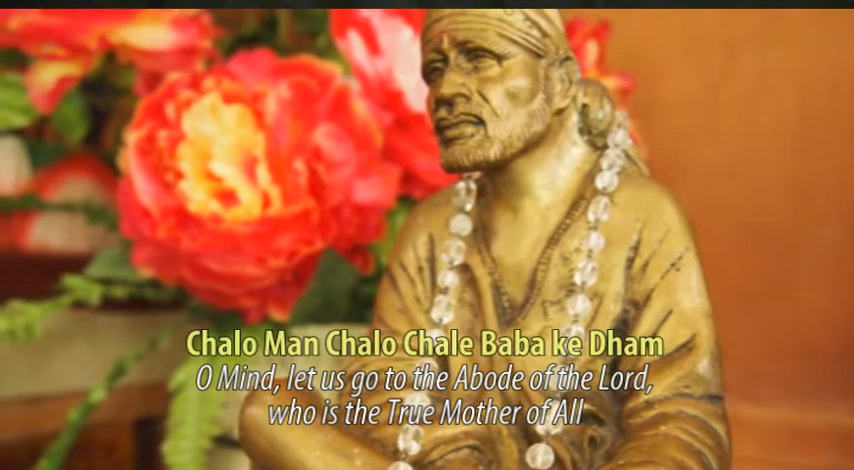 Chalo Man Chalo Chale Baba ke Dham
O Mind, let us go to the Abode of the Lord,
who is the True Mother of All